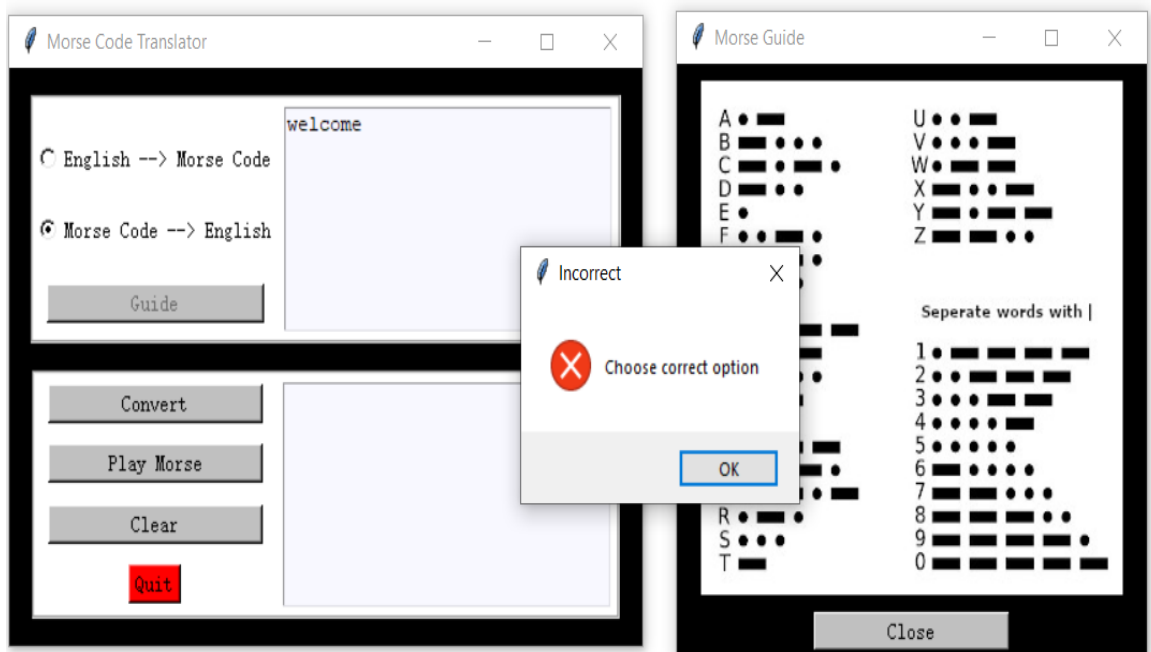 Morse Code Translator
welcome
English --> Morse Code
Morse Code --> English
Guide
Convert
Play Morse
Clear
Quit
Incorrect
Choose correct option
OK
Morse Guide
A
B
C
D
E
F
R
S
T
U
V
W
X
Y
Z
Seperate words with |
1
2
3
4
5
6
7
8
9
0
Close